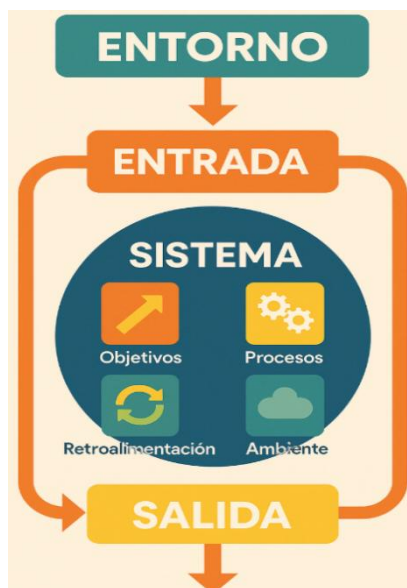 ENTORNO
ENTRADA
SISTEMA
Objetivos Procesos
Retroalimentación Ambiente
SALIDA